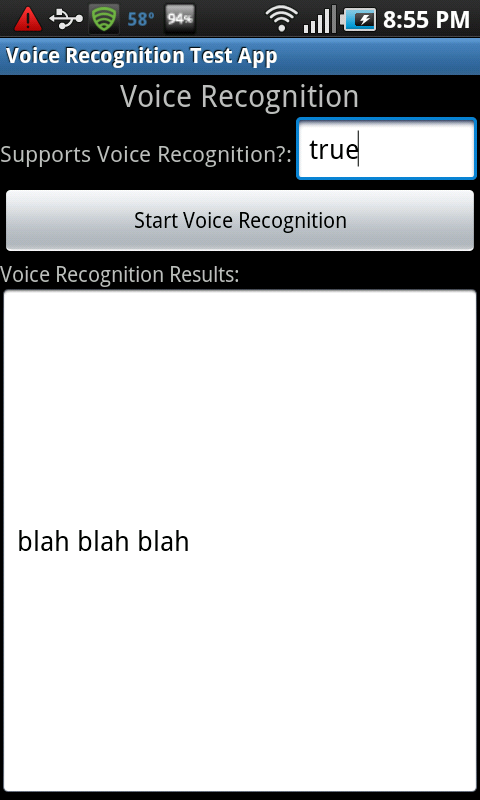 58° 94% 8:55 PM
Voice Recognition Test App
Voice Recognition
Supports Voice Recognition?: true
Start Voice Recognition
Voice Recognition Results:
blah blah blah